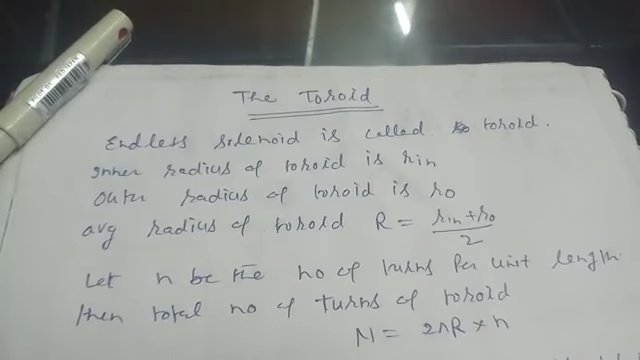 The Toroid
Endless solenoid is called toroid.
inner radius of toroid is rin
outer radius of toroid is ro
avg radius of toroid R = rin + ro / 2
Let n be the no of turns per unit length
then total no of turns of toroid
N = 2πR × n